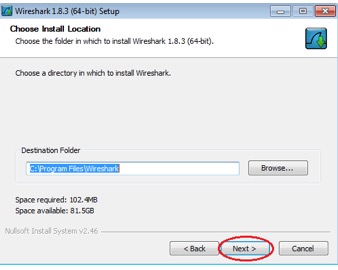 Wireshark 1.8.3 (64-bit) Setup
Choose Install Location
Choose the folder in which to install Wireshark 1.8.3 (64-bit).
Choose a directory in which to install Wireshark.
Destination Folder
C:\Program Files\Wireshark Browse...
Space required: 102.4MB
Space available: 81.5GB
Nullsoft Install System v2.46
< Back Next > Cancel